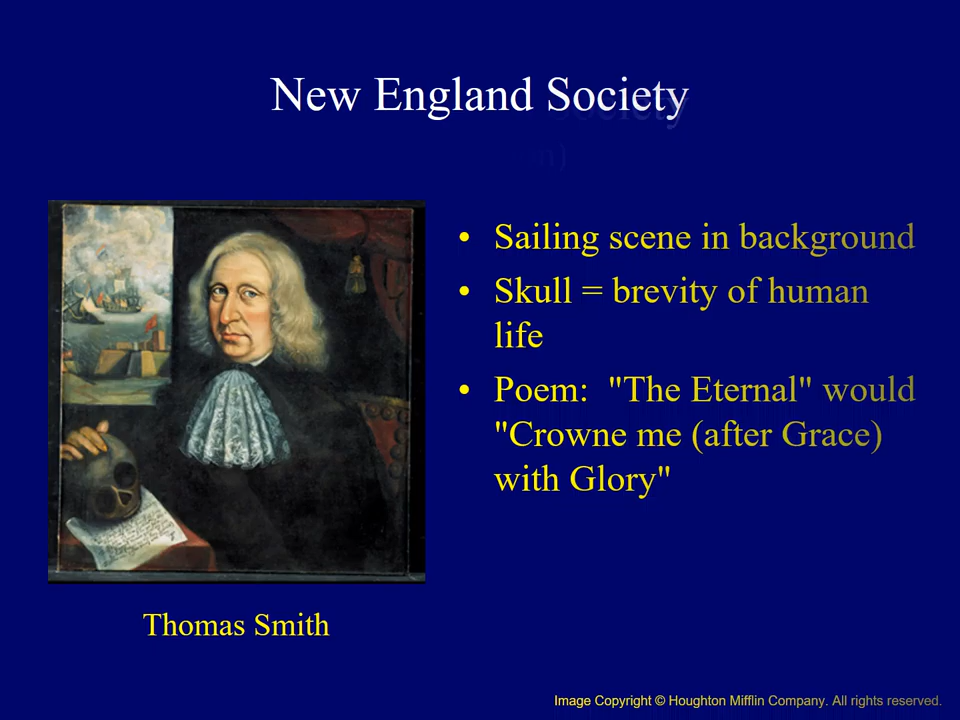 New England Society
• Sailing scene in background
• Skull = brevity of human
life
• Poem:  "The Eternal" would
"Crowne me (after Grace)
with Glory"
Thomas Smith
Image Copyright © Houghton Mifflin Company. All rights reserved.